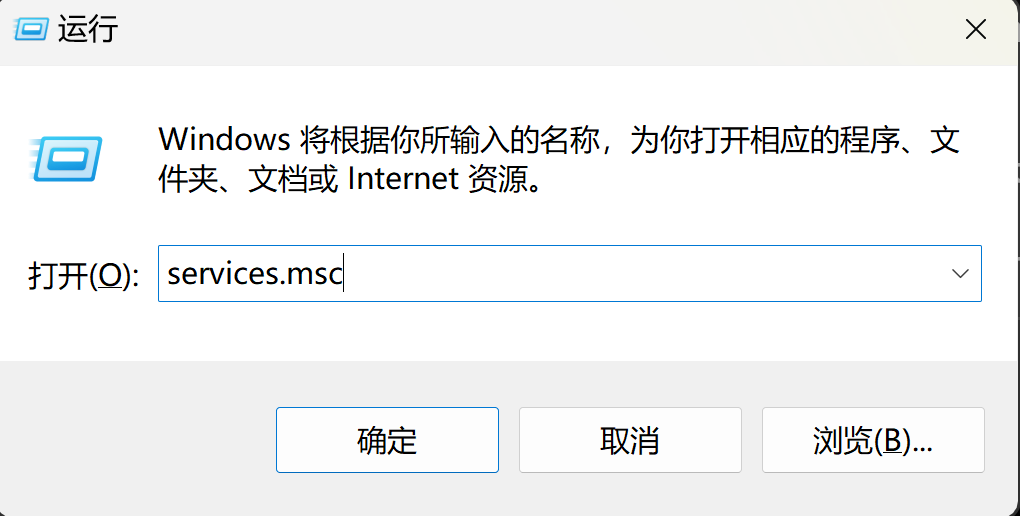 运行
Windows 将根据你所输入的名称，为你打开相应的程序、文
件夹、文档或 Internet 资源。
打开(O): services.msc
确定 取消 浏览(B)...